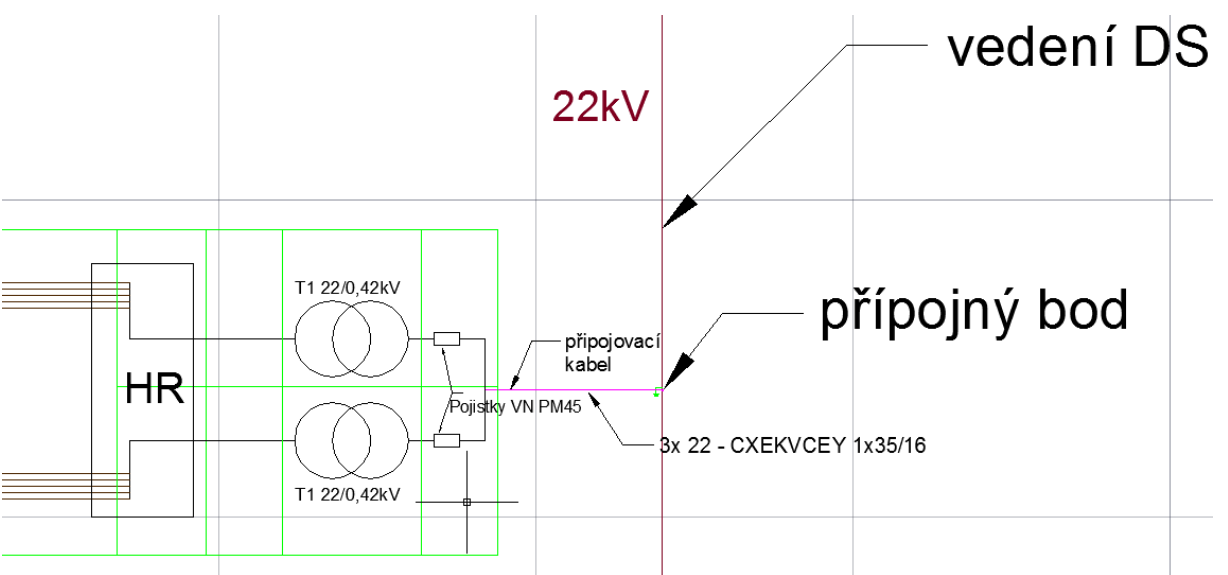 vedení DS
22kV
T1 22/0,42kV
přípojný bod
připojovací
kabel
HR
Pojistky VN PM45
3x 22 - CXEKVCEY 1x35/16
T1 22/0,42kV